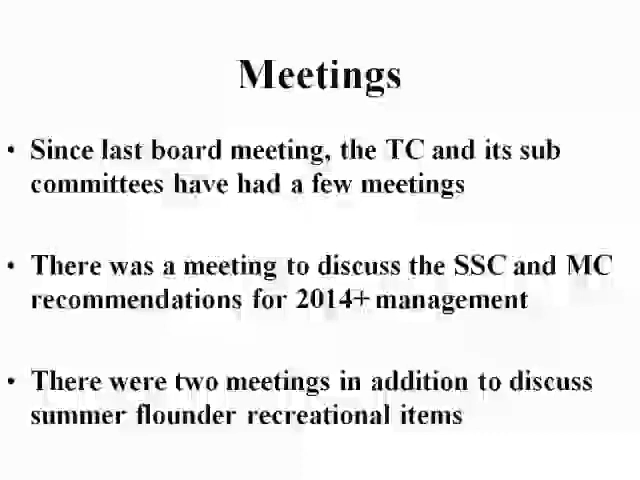 Meetings
• Since last board meeting, the TC and its sub
committees have had a few meetings
• There was a meeting to discuss the SSC and MC
recommendations for 2014+ management
• There were two meetings in addition to discuss
summer flounder recreational items